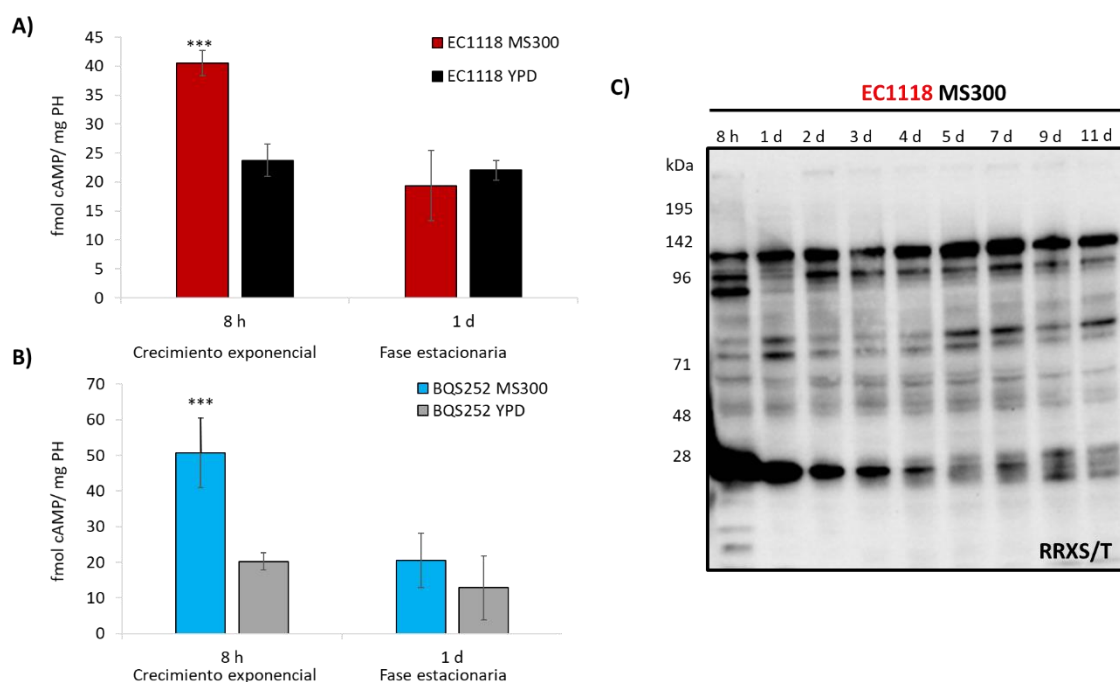 A)
fmol cAMP/ mg PH
45
40
35
30
25
20
15
10
5
0
***
EC1118 MS300
EC1118 YPD
8 h
1 d
Crecimiento exponencial
Fase estacionaria
B)
fmol cAMP/ mg PH
70
60
50
40
30
20
10
0
***
BQS252 MS300
BQS252 YPD
8 h
1 d
Crecimiento exponencial
Fase estacionaria
C)
EC1118 MS300
8 h 1 d 2 d 3 d 4 d 5 d 7 d 9 d 11 d
kDa
195
142
96
71
48
28
RRXS/T